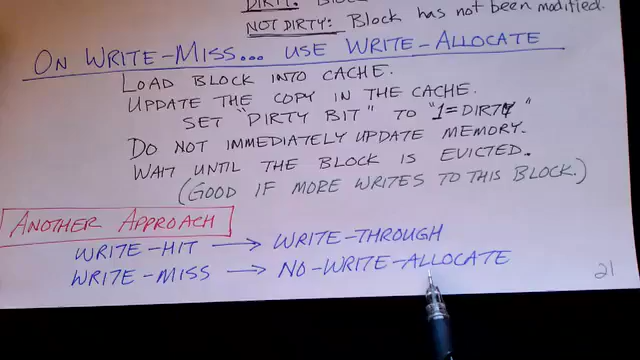 DIRTY: Block
NOT DIRTY: Block has not been modified.
ON WRITE-MISS... USE WRITE-ALLOCATE
LOAD BLOCK INTO CACHE.
UPDATE THE COPY IN THE CACHE.
SET "DIRTY BIT" TO "1=DIRTY"
DO NOT IMMEDIATELY UPDATE MEMORY.
WAIT UNTIL THE BLOCK IS EVICTED.
(GOOD IF MORE WRITES TO THIS BLOCK.)
ANOTHER APPROACH
WRITE-HIT → WRITE-THROUGH
WRITE-MISS → NO-WRITE-ALLOCATE
21